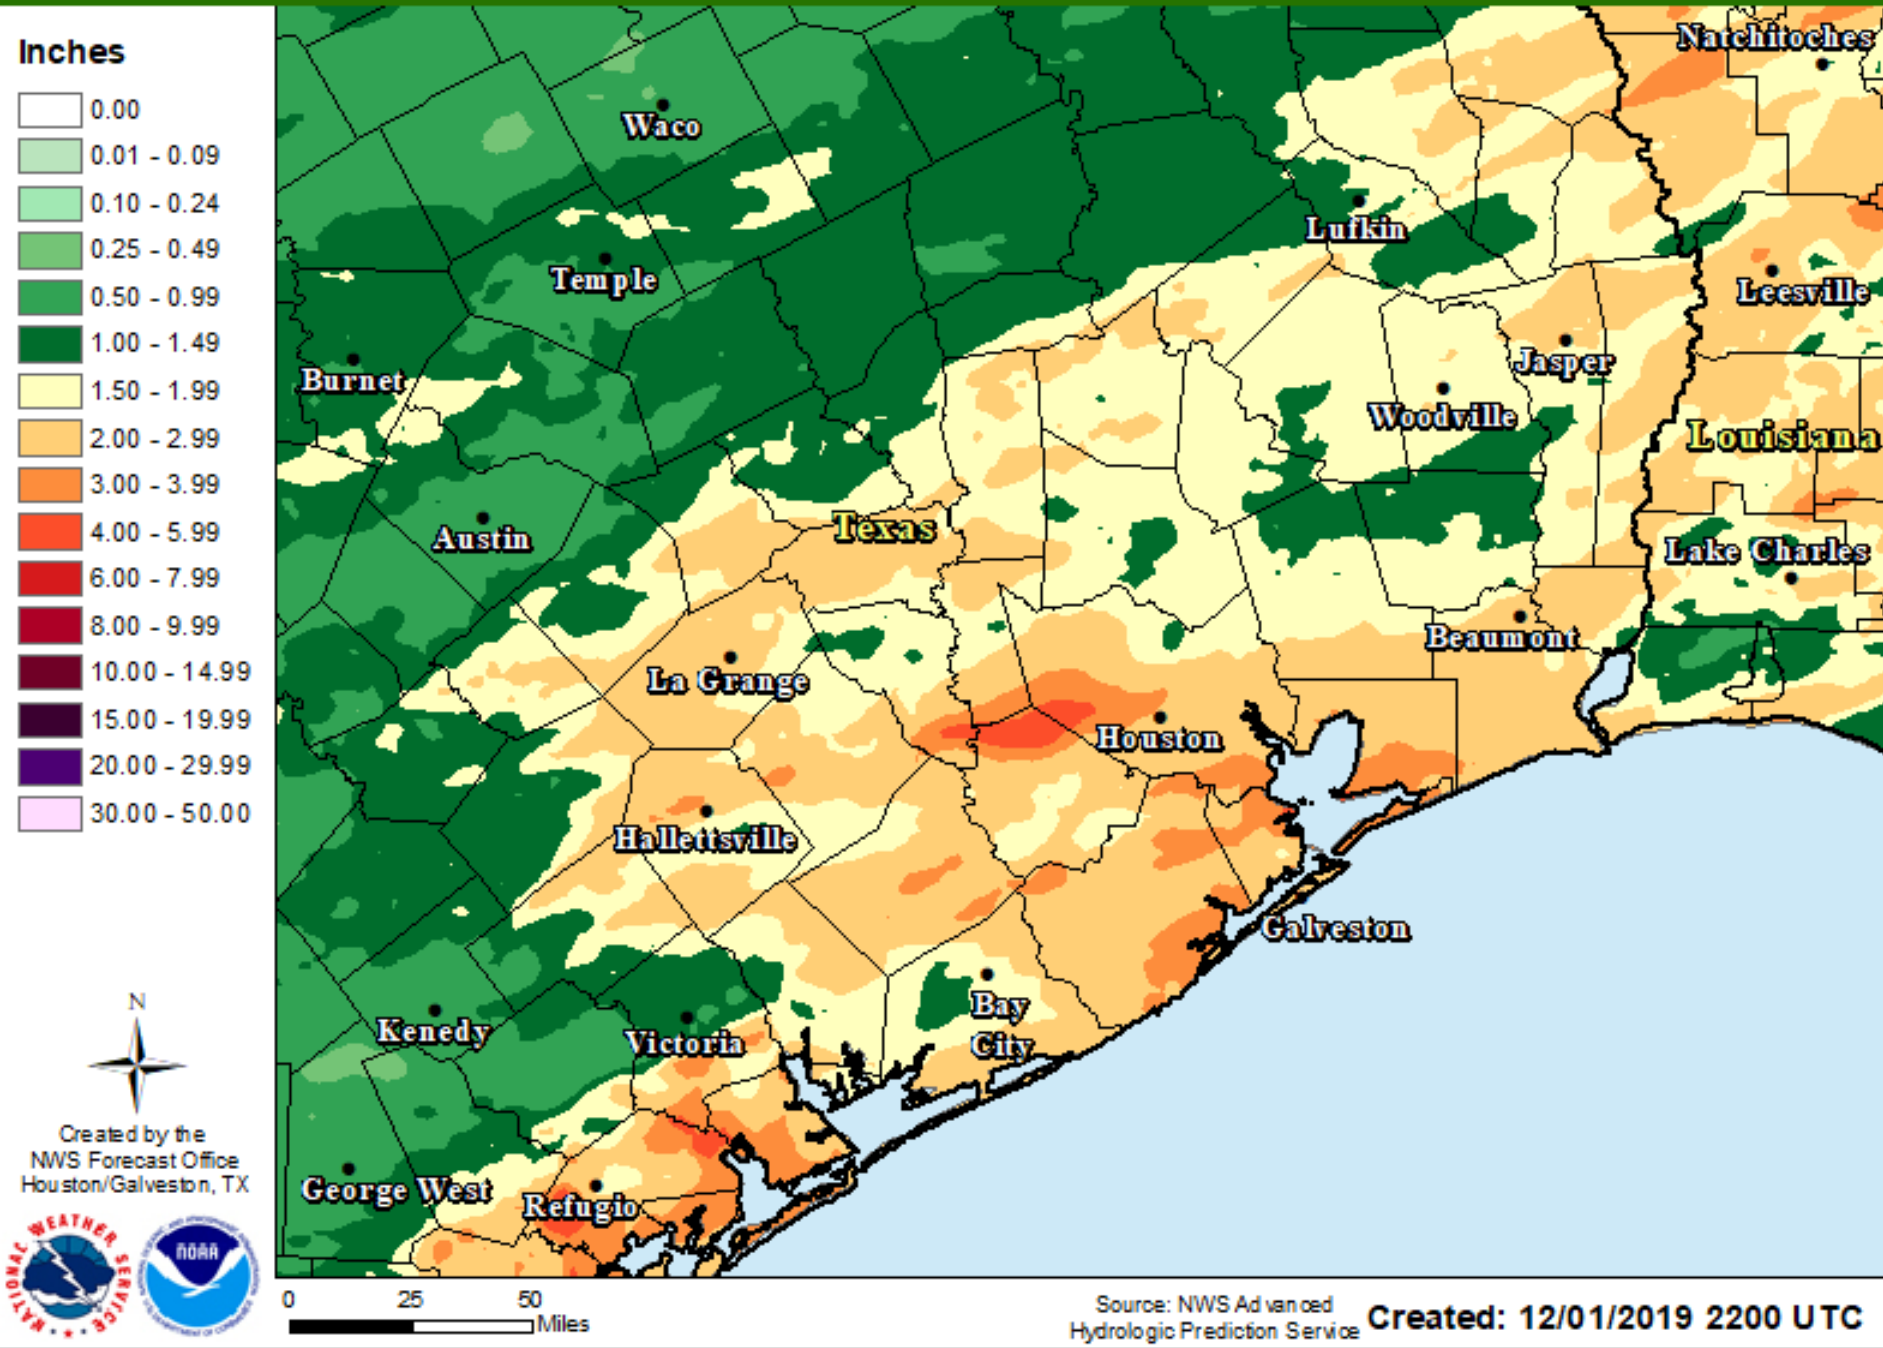 Inches
0.00
0.01 - 0.09
0.10 - 0.24
0.25 - 0.49
0.50 - 0.99
1.00 - 1.49
1.50 - 1.99
2.00 - 2.99
3.00 - 3.99
4.00 - 5.99
6.00 - 7.99
8.00 - 9.99
10.00 - 14.99
15.00 - 19.99
20.00 - 29.99
30.00 - 50.00
N
Created by the
NWS Forecast Office
Houston/Galveston, TX
NATIONAL WEATHER SERVICE
NOAA
Natchitoches
Waco
Lufkin
Temple
Leesville
Burnet
Jasper
Woodville
Louisiana
Texas
Austin
Lake Charles
Beaumont
La Grange
Houston
Hallettsville
Galveston
Bay
City
Kenedy
Victoria
George West
Refugio
0 25 50
Miles
Source: NWS Advanced
Hydrologic Prediction Service
Created: 12/01/2019 2200 UTC